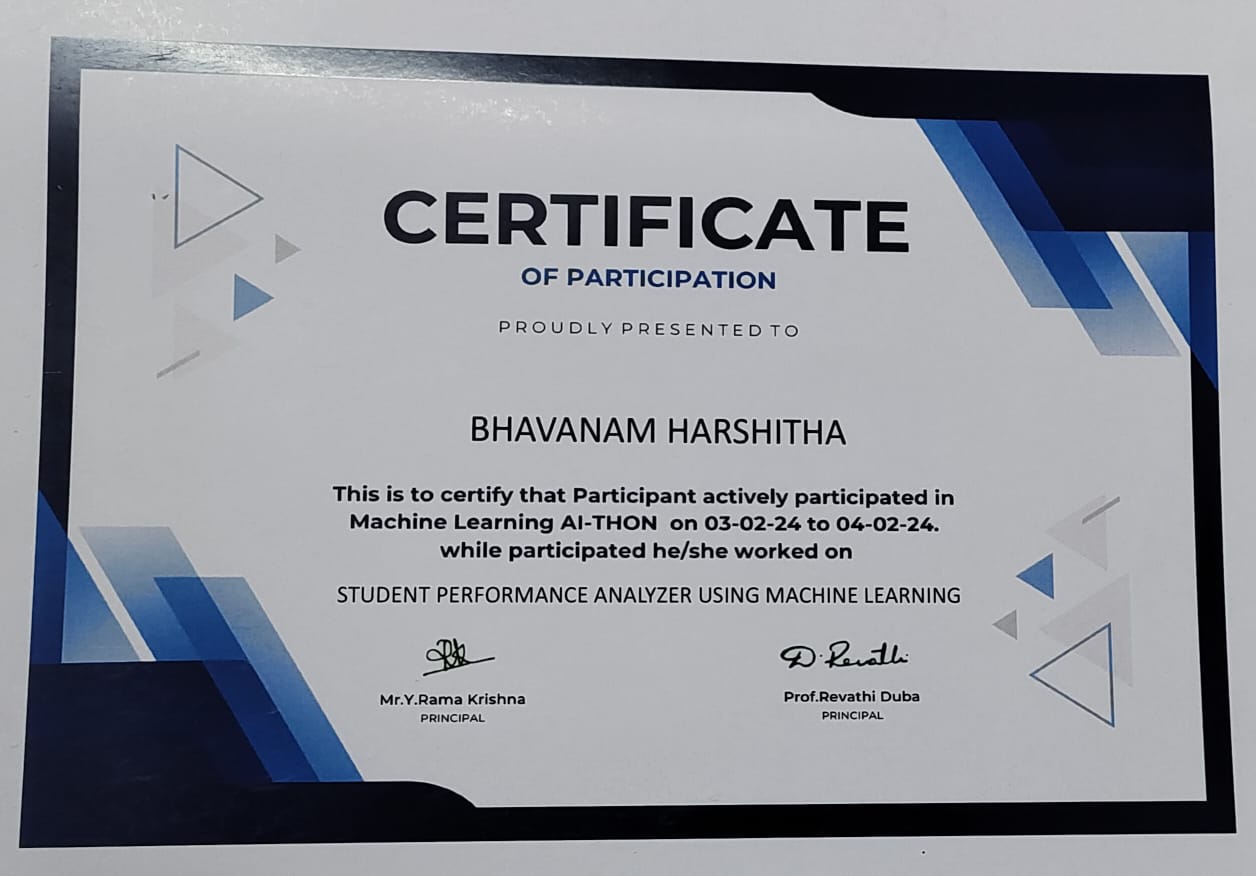 CERTIFICATE
OF PARTICIPATION
PROUDLY PRESENTED TO
BHAVANAM HARSHITHA
This is to certify that Participant actively participated in
Machine Learning AI-THON on 03-02-24 to 04-02-24.
while participated he/she worked on
STUDENT PERFORMANCE ANALYZER USING MACHINE LEARNING
D. Revathi
Mr.Y.Rama Krishna
Prof.Revathi Duba
PRINCIPAL
PRINCIPAL